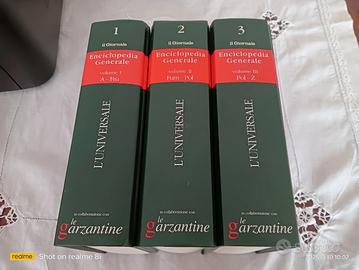 1
il Giornale
Enciclopedia
Generale
volume I
A - Fru
L'UNIVERSALE
in collaborazione con
le garzantine
2
il Giornale
Enciclopedia
Generale
volume II
L'UNIVERSALE
in collaborazione con
le garzantine
3
il Giornale
Enciclopedia
Generale
volume III
Pol - Z
L'UNIVERSALE
in collaborazione con
le garzantine
realme
Shot on realme 8i